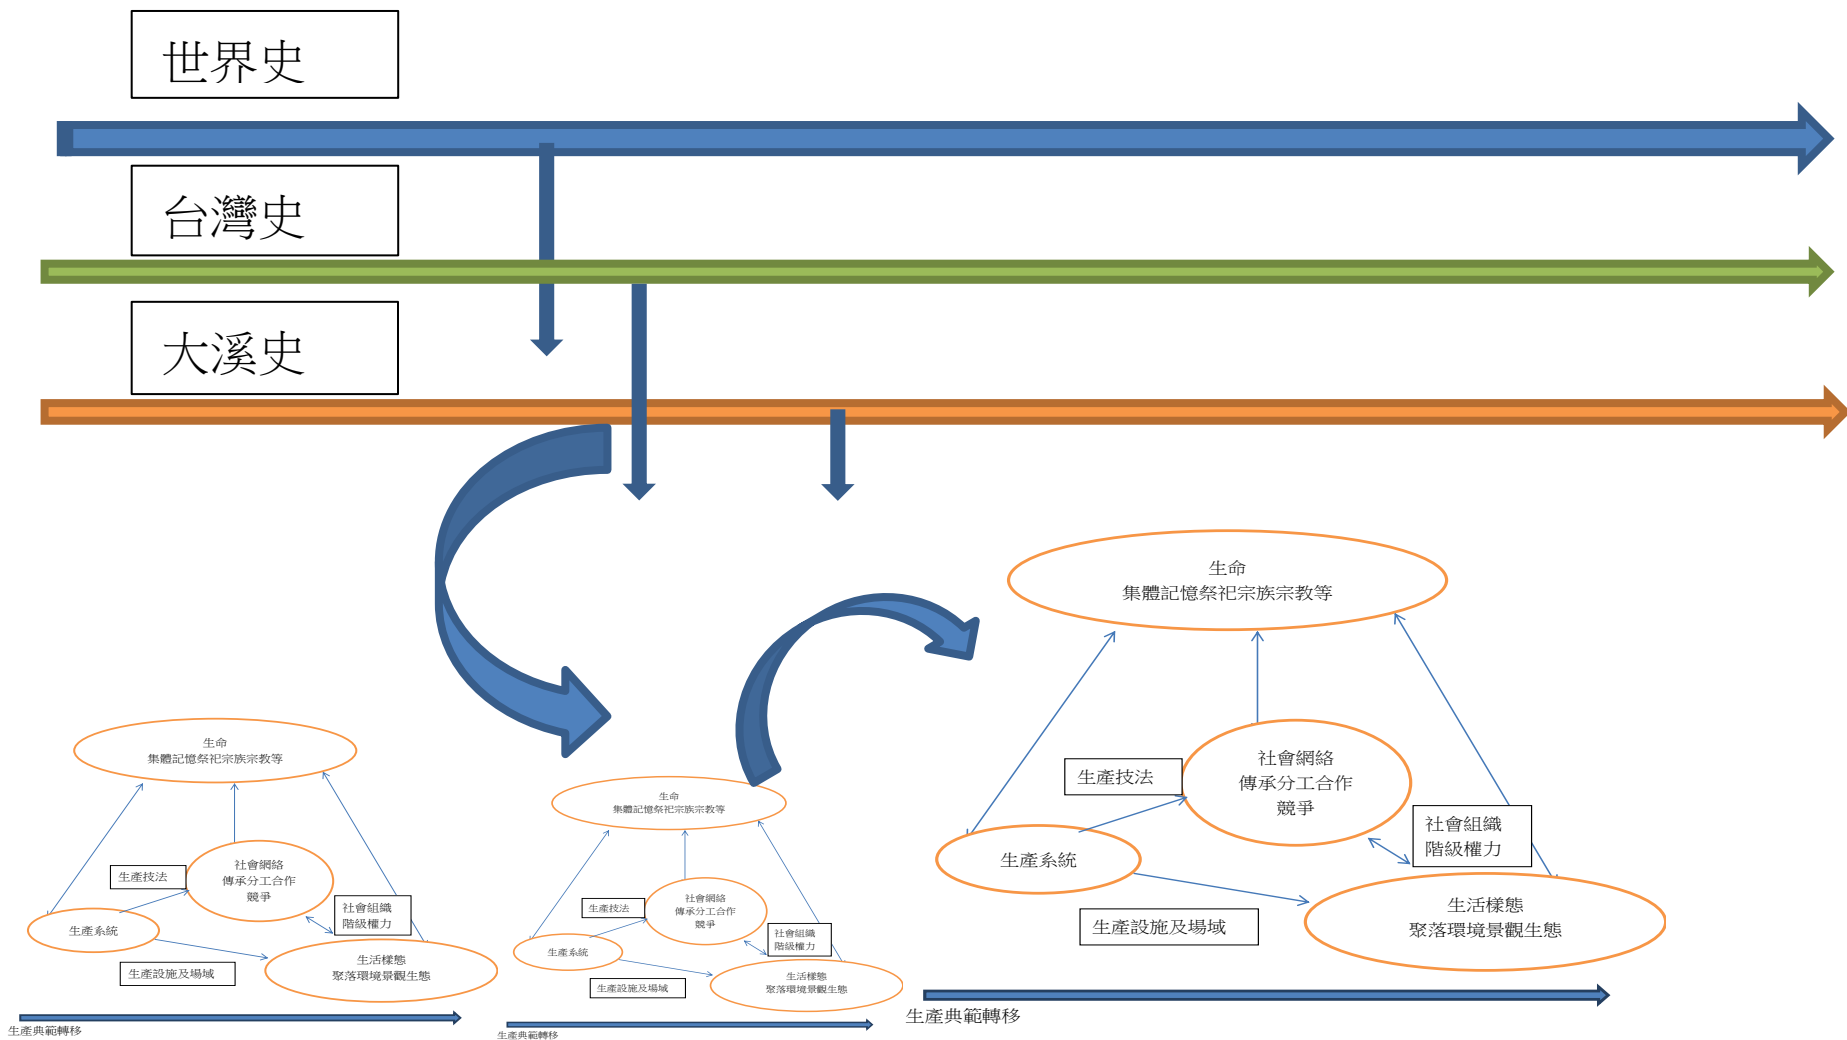 世界史
台灣史
大溪史
生命
集體記憶祭祀宗族宗教等
生產技法
社會網絡
傳承分工合作
競爭
社會組織
階級權力
生產系統
生活樣態
聚落環境景觀生態
生產設施及場域
生產典範轉移
生命
集體記憶祭祀宗族宗教等
生產技法
社會網絡
傳承分工合作
競爭
社會組織
階級權力
生產系統
生活樣態
聚落環境景觀生態
生產設施及場域
生產典範轉移
生命
集體記憶祭祀宗族宗教等
生產技法
社會網絡
傳承分工合作
競爭
社會組織
階級權力
生產系統
生活樣態
聚落環境景觀生態
生產設施及場域
生產典範轉移